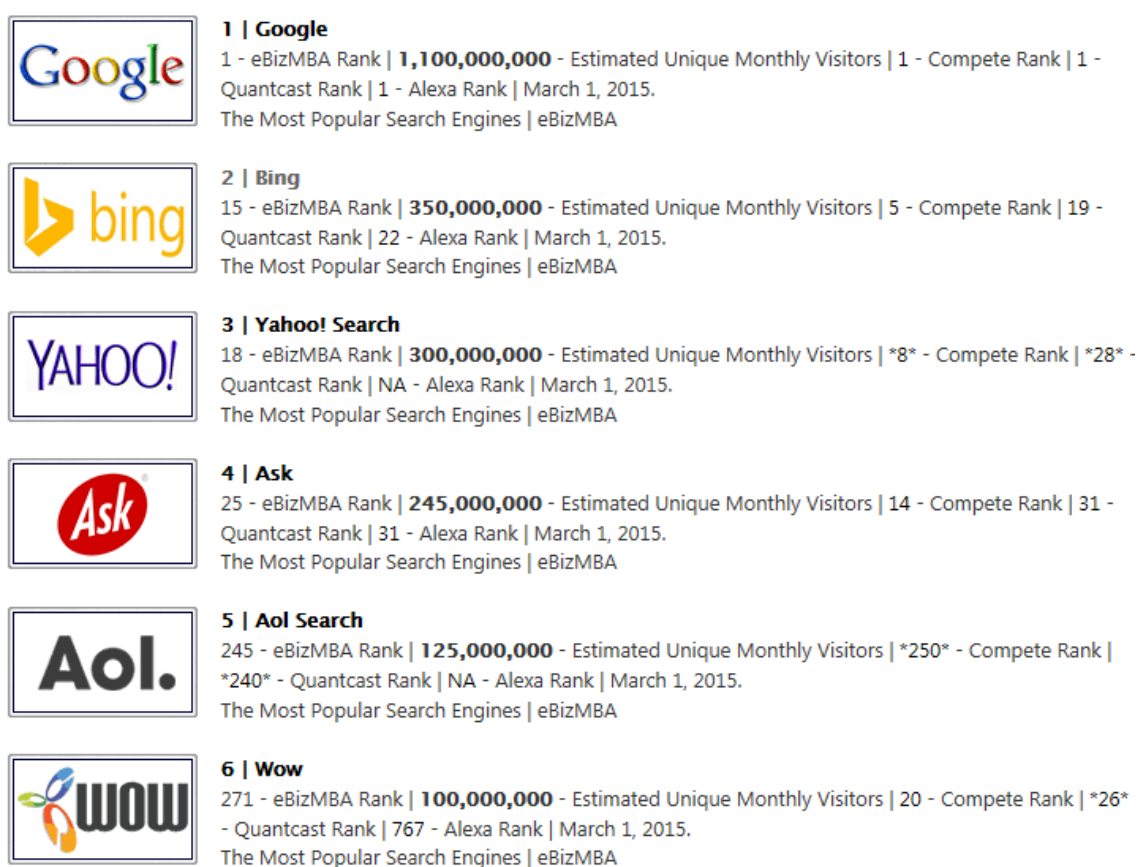 Google
1 | Google
1 - eBizMBA Rank | 1,100,000,000 - Estimated Unique Monthly Visitors | 1 - Compete Rank | 1 -
Quantcast Rank | 1 - Alexa Rank | March 1, 2015.
The Most Popular Search Engines | eBizMBA
bing
2 | Bing
15 - eBizMBA Rank | 350,000,000 - Estimated Unique Monthly Visitors | 5 - Compete Rank | 19 -
Quantcast Rank | 22 - Alexa Rank | March 1, 2015.
The Most Popular Search Engines | eBizMBA
YAHOO!
3 | Yahoo! Search
18 - eBizMBA Rank | 300,000,000 - Estimated Unique Monthly Visitors | *8* - Compete Rank | *28* -
Quantcast Rank | NA - Alexa Rank | March 1, 2015.
The Most Popular Search Engines | eBizMBA
Ask
4 | Ask
25 - eBizMBA Rank | 245,000,000 - Estimated Unique Monthly Visitors | 14 - Compete Rank | 31 -
Quantcast Rank | 31 - Alexa Rank | March 1, 2015.
The Most Popular Search Engines | eBizMBA
Aol.
5 | Aol Search
245 - eBizMBA Rank | 125,000,000 - Estimated Unique Monthly Visitors | *250* - Compete Rank |
*240* - Quantcast Rank | NA - Alexa Rank | March 1, 2015.
The Most Popular Search Engines | eBizMBA
WOW
6 | Wow
271 - eBizMBA Rank | 100,000,000 - Estimated Unique Monthly Visitors | 20 - Compete Rank | *26*
- Quantcast Rank | 767 - Alexa Rank | March 1, 2015.
The Most Popular Search Engines | eBizMBA